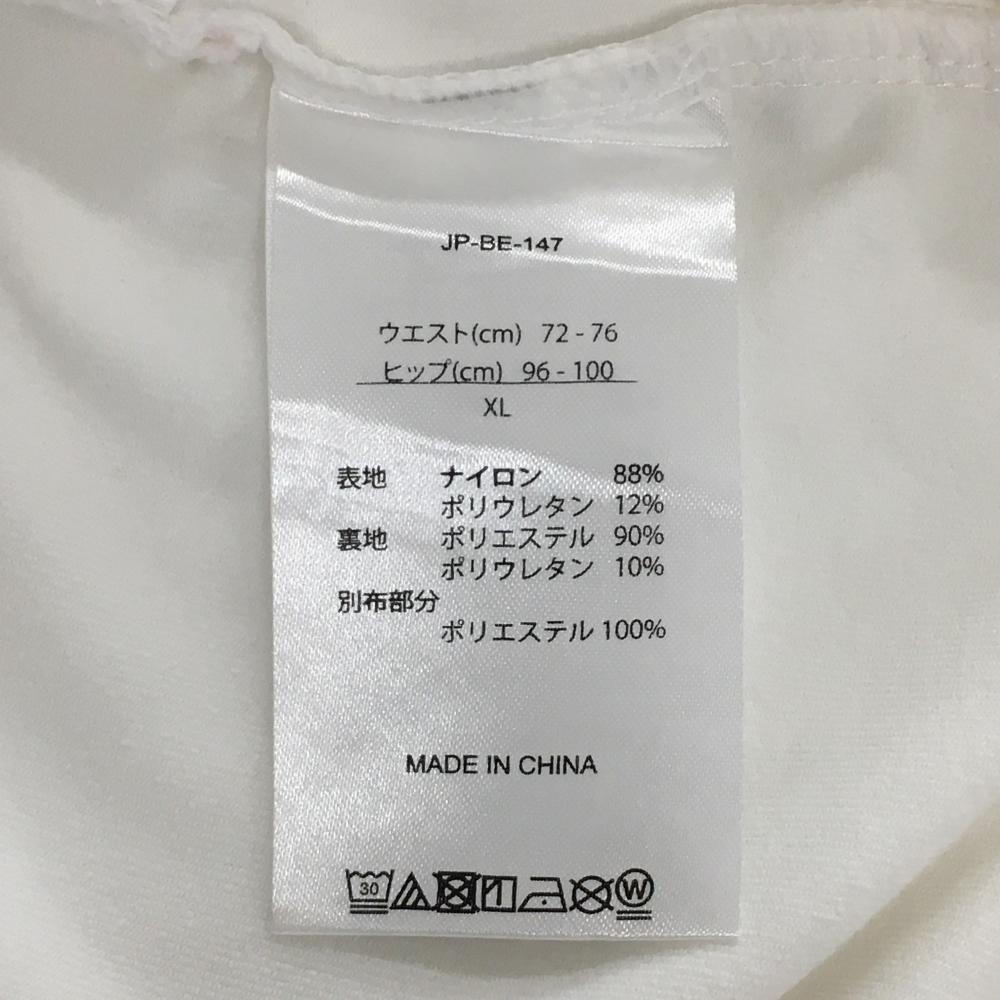 JP-BE-147
ウエスト(cm) 72 - 76
ヒップ(cm) 96 - 100
XL
表地 ナイロン 88%
ポリウレタン 12%
裏地 ポリエステル 90%
ポリウレタン 10%
別布部分
ポリエステル 100%
MADE IN CHINA
30 W